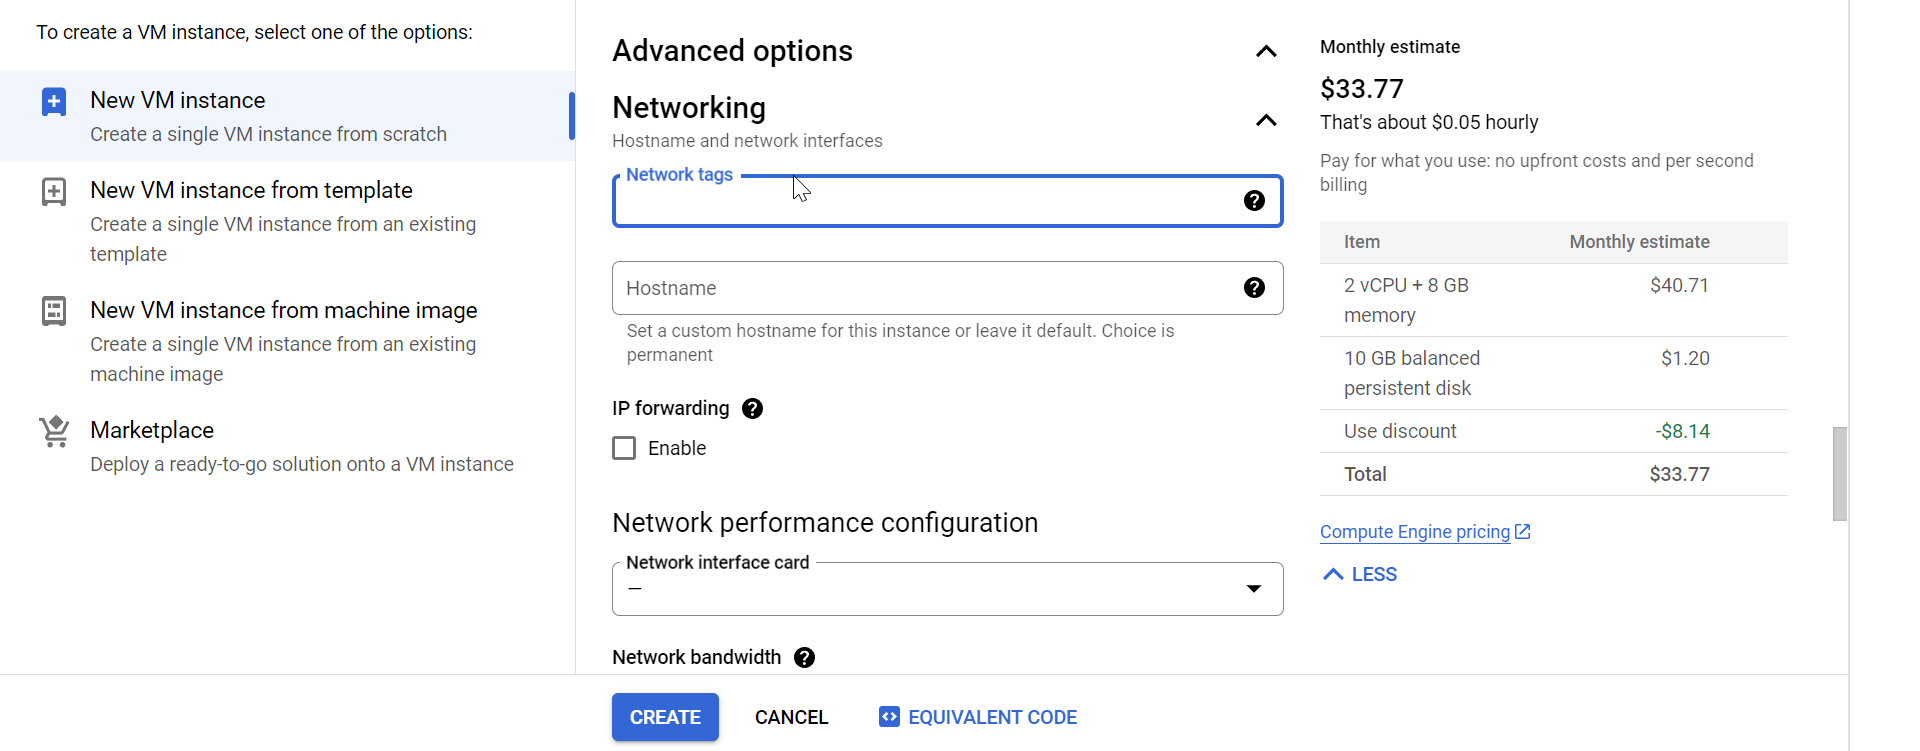 To create a VM instance, select one of the options:
New VM instance
Create a single VM instance from scratch
New VM instance from template
Create a single VM instance from an existing
template
New VM instance from machine image
Create a single VM instance from an existing
machine image
Marketplace
Deploy a ready-to-go solution onto a VM instance
Advanced options
Networking
Hostname and network interfaces
Network tags
Hostname
Set a custom hostname for this instance or leave it default. Choice is
permanent
IP forwarding
Enable
Network performance configuration
Network interface card
—
Network bandwidth
CREATE CANCEL EQUIVALENT CODE
Monthly estimate
$33.77
That's about $0.05 hourly
Pay for what you use: no upfront costs and per second
billing
Item Monthly estimate
2 vCPU + 8 GB $40.71
memory
10 GB balanced $1.20
persistent disk
Use discount -$8.14
Total $33.77
Compute Engine pricing
LESS